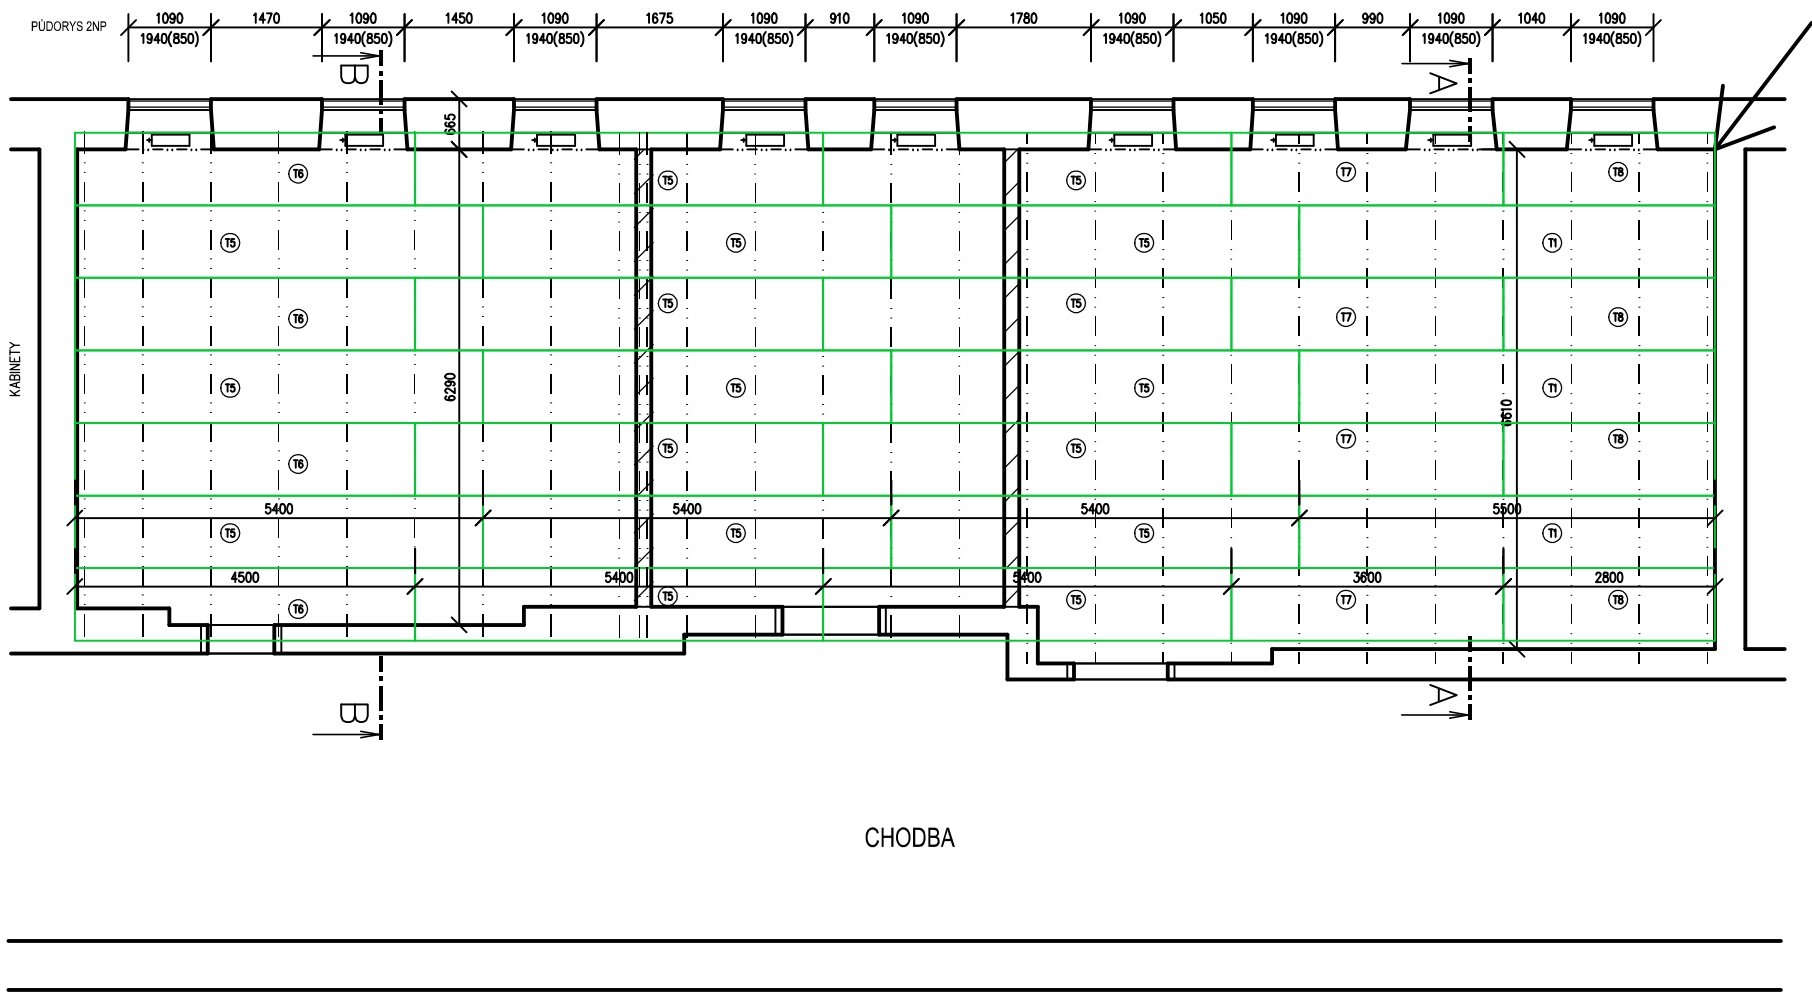 PŮDORYS 2NP
1090 1470 1090 1450 1090 1675 1090 910 1090 1780 1090 1050 1090 990 1090 1040 1090
1940(850) 1940(850) 1940(850) 1940(850) 1940(850) 1940(850) 1940(850) 1940(850) 1940(850)
B A
665
T6 T5 T5 T7 T8
T5 T5 T5 T1
T6 T5 T5 T7 T8
KABINETY
6290
T5 T5 T5 T1
6610
T6 T5 T5 T7 T8
5400 5400 5400 5500
T5 T5 T5 T1
4500 5400 5400 3600 2800
T6 T5 T5 T7 T8
B A
CHODBA